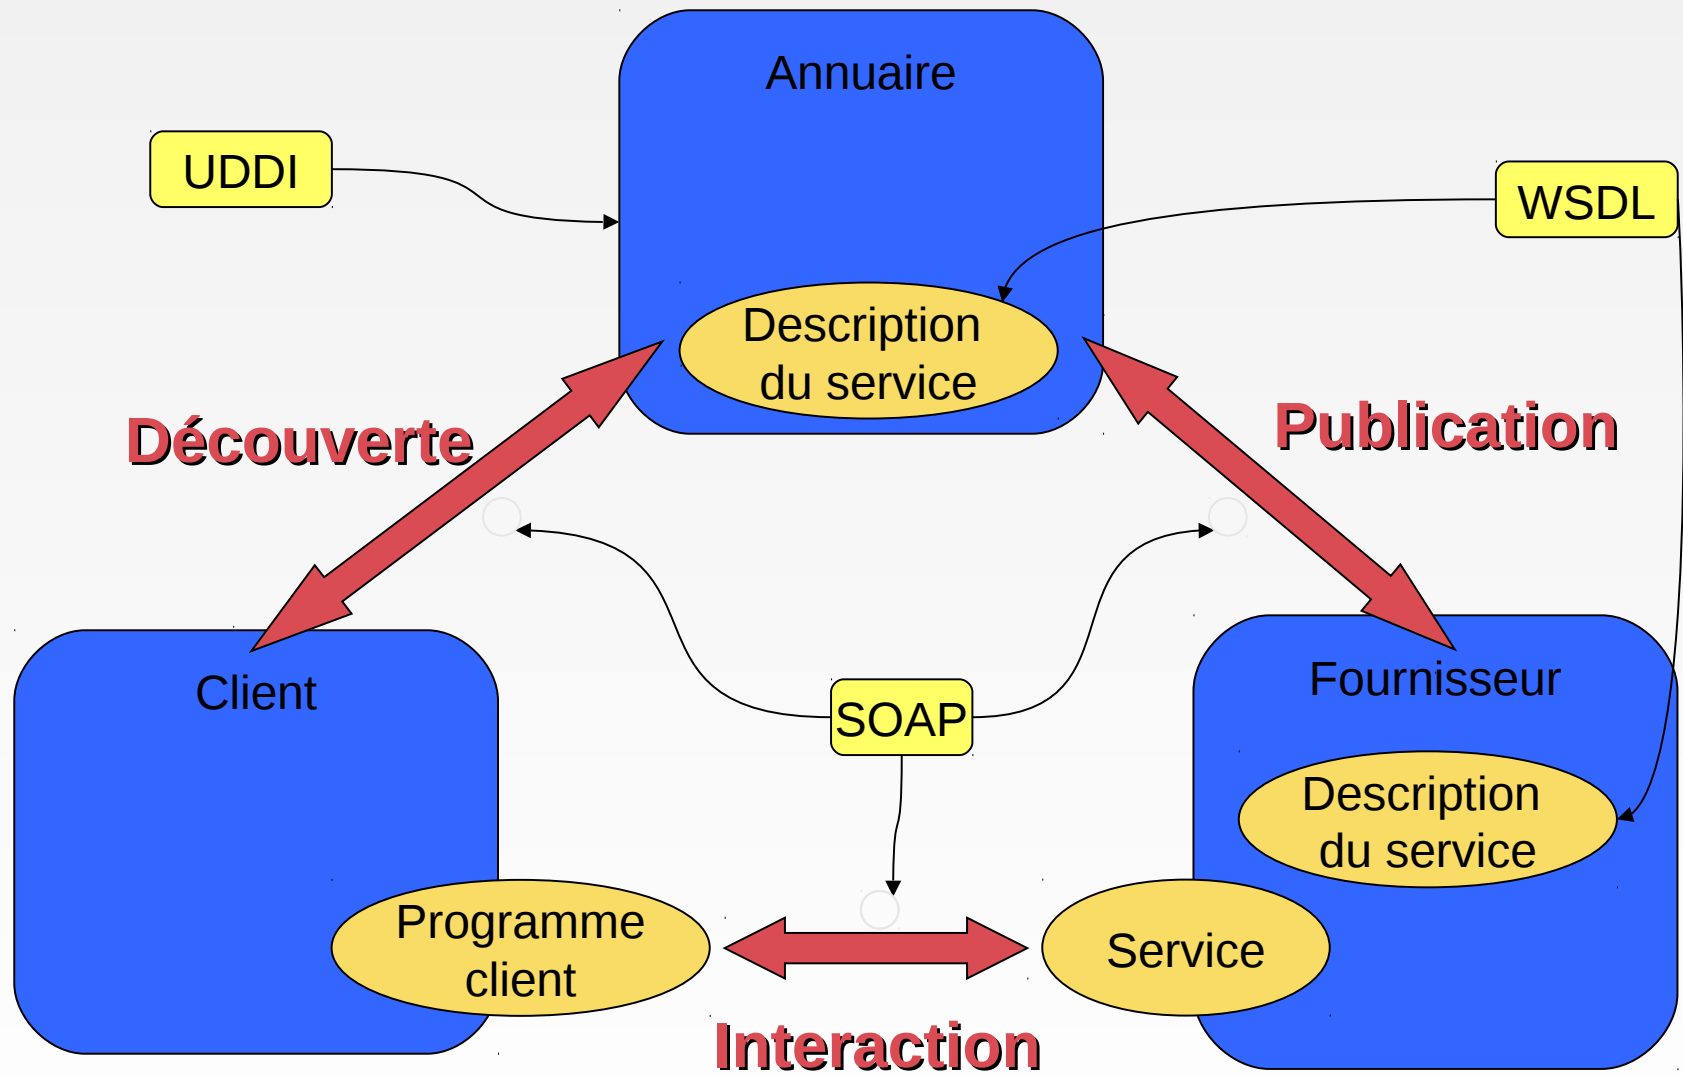 Annuaire
UDDI
WSDL
Description
du service
Découverte
Publication
Client
SOAP
Fournisseur
Description
du service
Programme
client
Service
Interaction